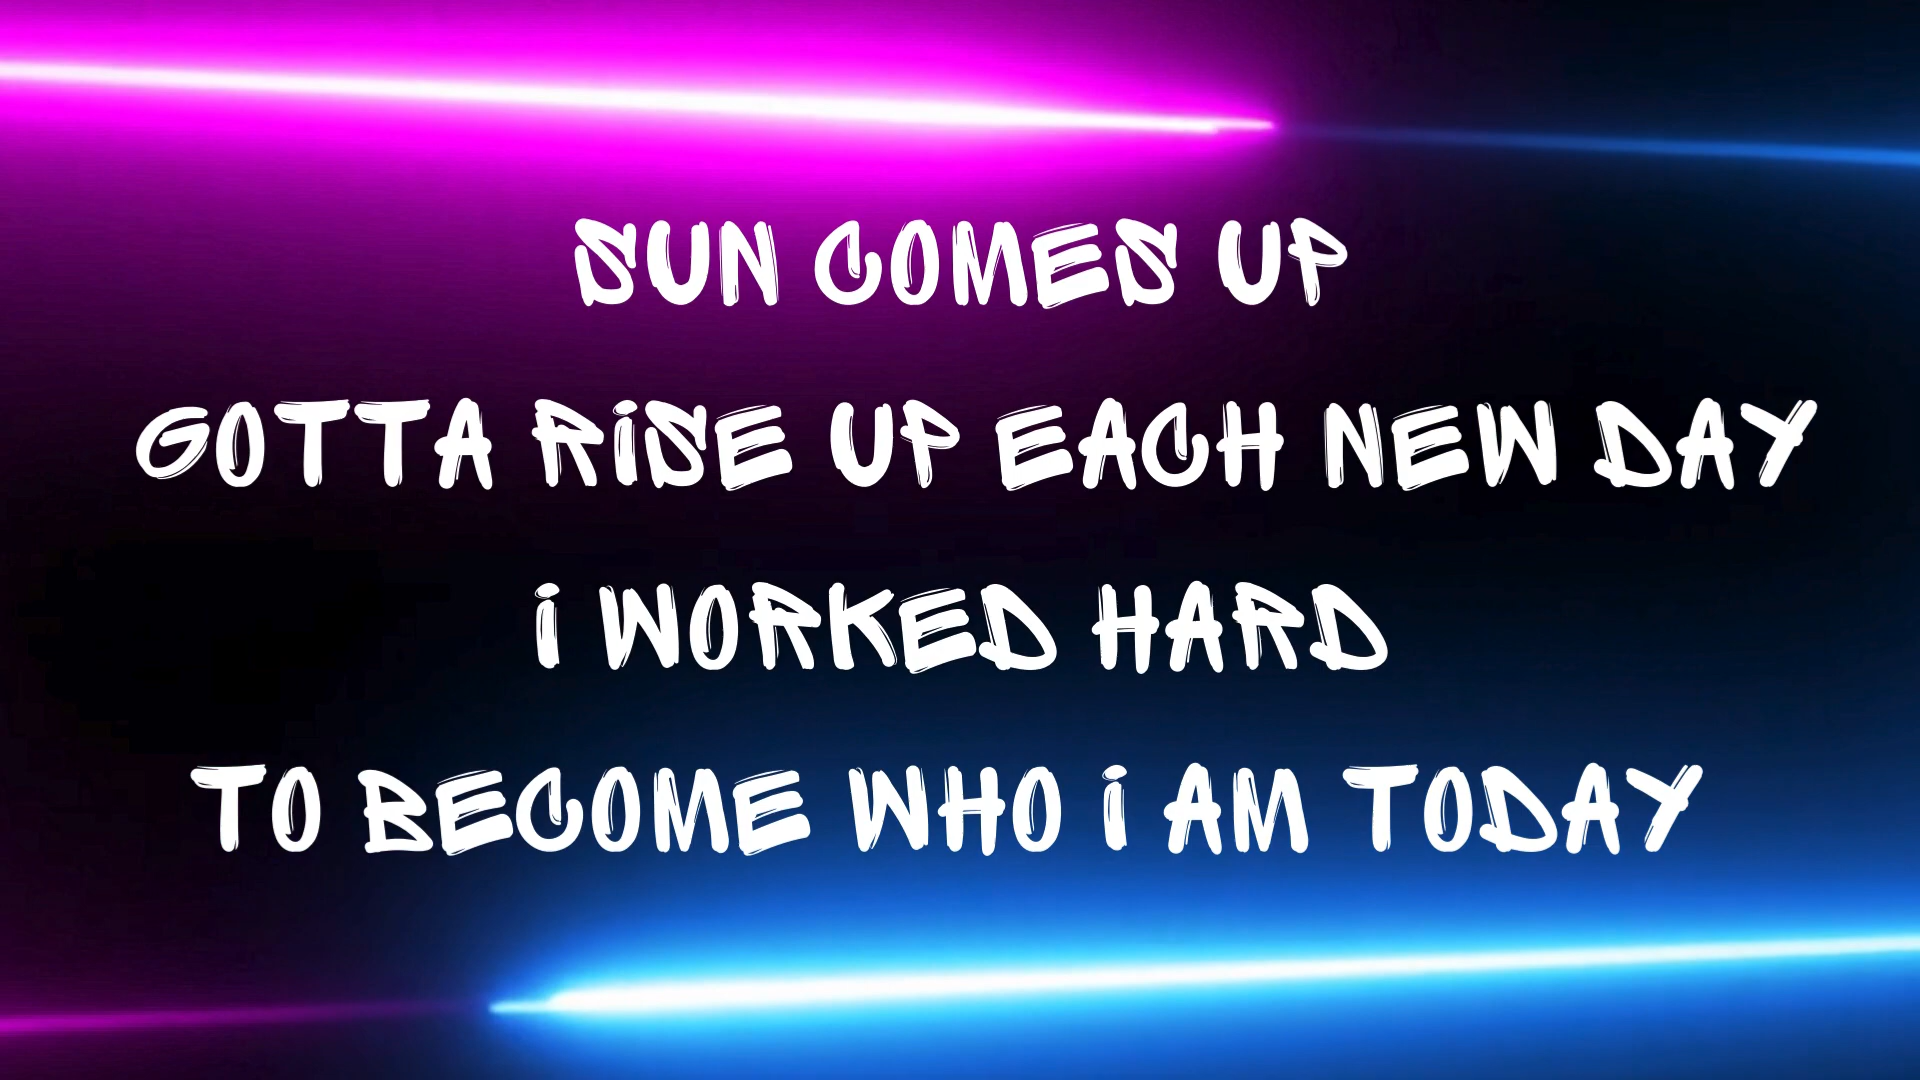 SUN COMES UP
GOTTA RiSE UP EACH NEW DAY
i WORKED HARD
TO BECOME WHO i AM TODAY